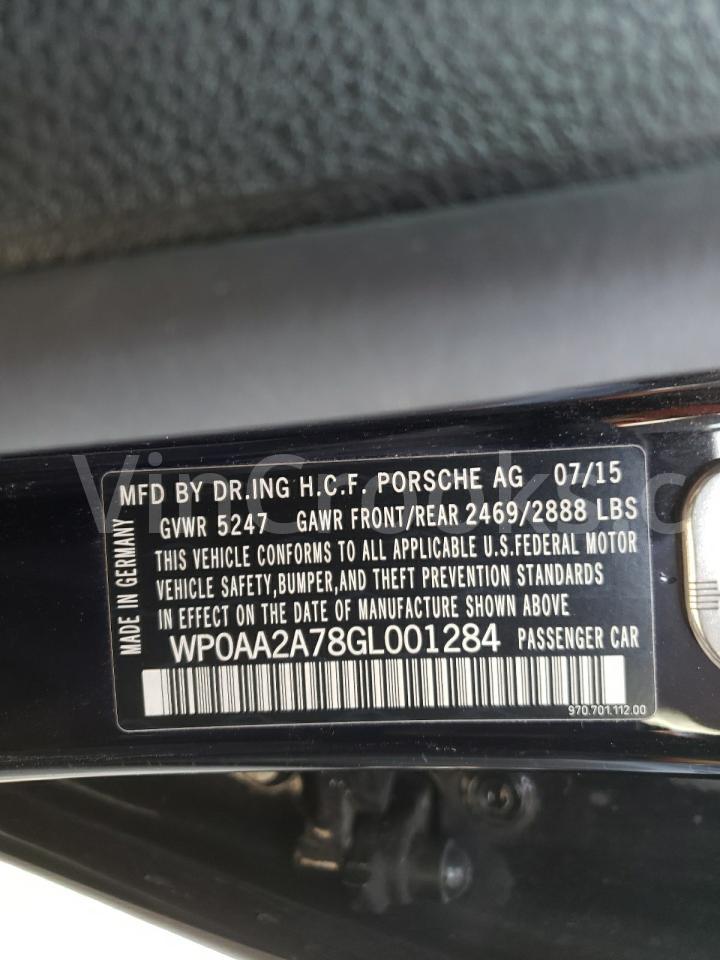 MFD BY DR.ING H.C.F. PORSCHE AG 07/15
GVWR 5247 GAWR FRONT/REAR 2469/2888 LBS
THIS VEHICLE CONFORMS TO ALL APPLICABLE U.S.FEDERAL MOTOR
VEHICLE SAFETY,BUMPER,AND THEFT PREVENTION STANDARDS
IN EFFECT ON THE DATE OF MANUFACTURE SHOWN ABOVE
WP0AA2A78GL001284 PASSENGER CAR
970.701.112.00
MADE IN GERMANY